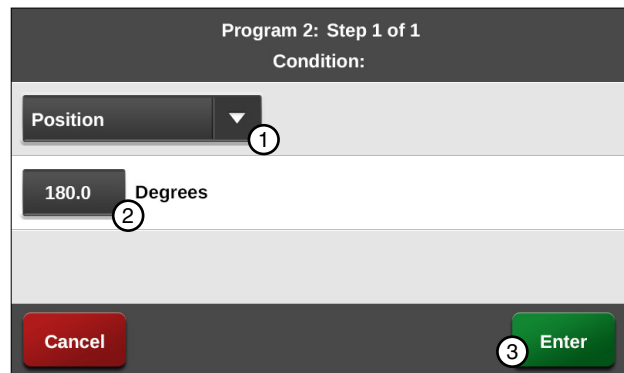 Program 2: Step 1 of 1
Condition:
Position
1
180.0 Degrees
2
Cancel
3 Enter